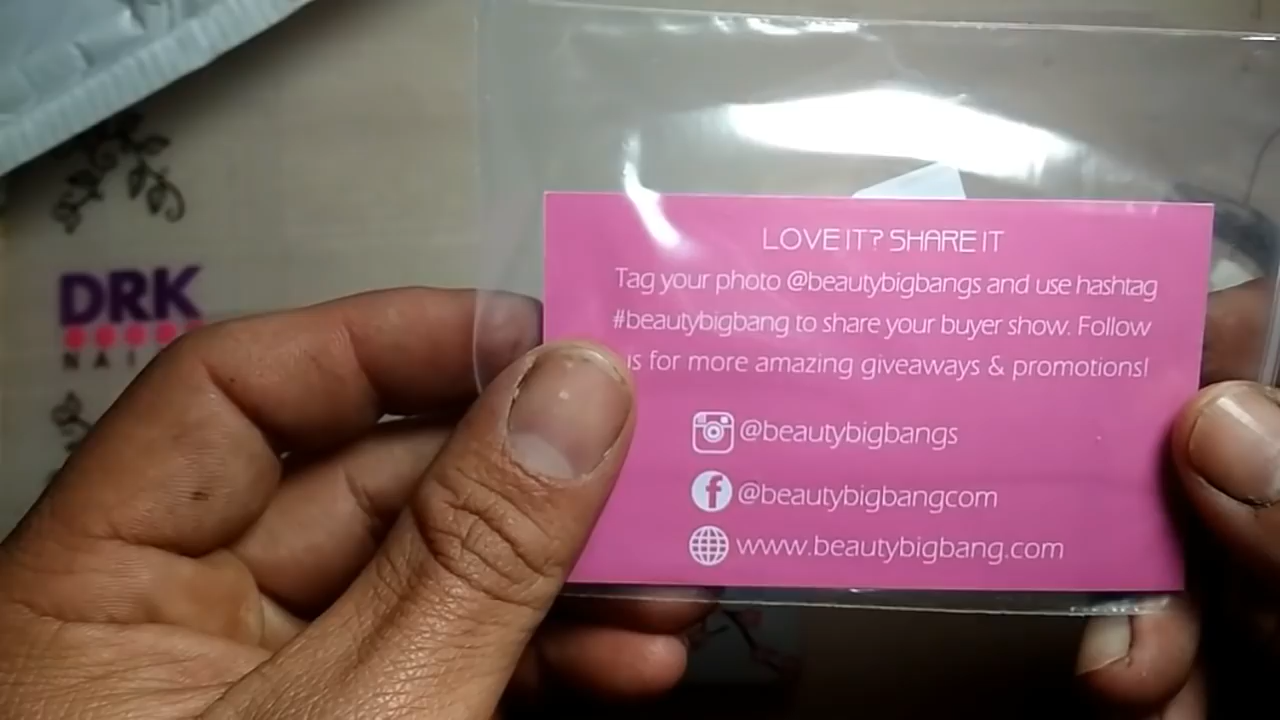 DRK
NAI
LOVE IT? SHARE IT
Tag your photo @beautybigbangs and use hashtag
#beautybigbang to share your buyer show. Follow
us for more amazing giveaways & promotions!
@beautybigbangs
@beautybigbangcom
www.beautybigbang.com